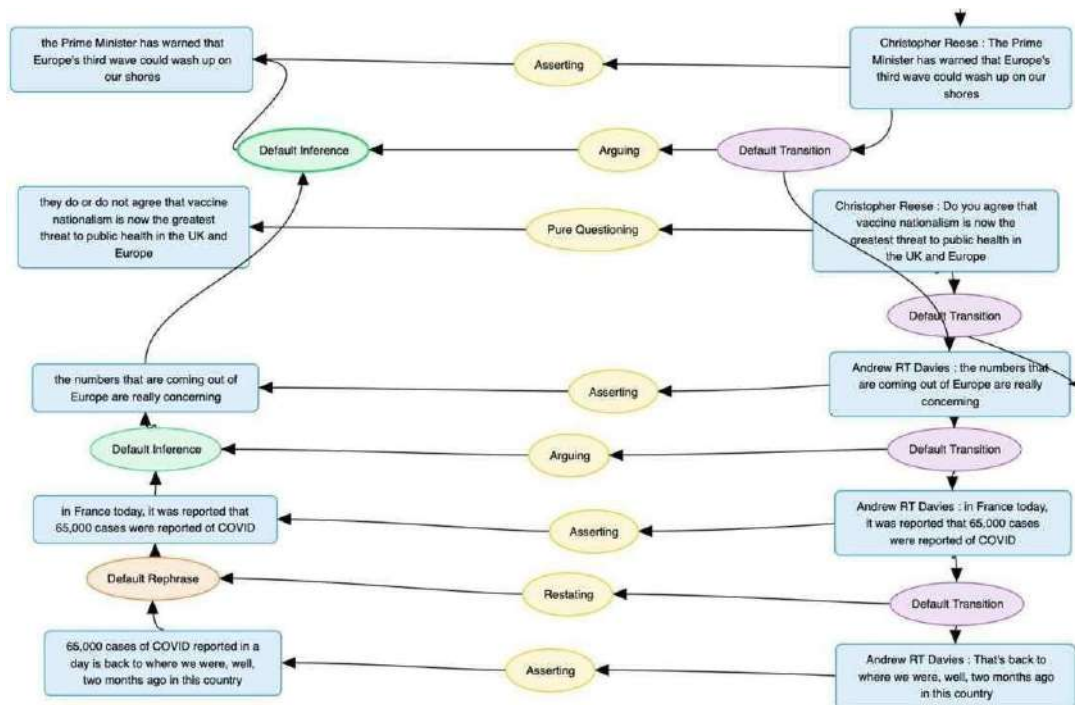 the Prime Minister has warned that
Europe's third wave could wash up on
our shores
Asserting
Christopher Reese : The Prime
Minister has warned that Europe's
third wave could wash up on our
shores
Default Inference
Arguing
Default Transition
they do or do not agree that vaccine
nationalism is now the greatest
threat to public health in the UK and
Europe
Pure Questioning
Christopher Reese : Do you agree that
vaccine nationalism is now the
greatest threat to public health in
the UK and Europe
Default Transition
the numbers that are coming out of
Europe are really concerning
Asserting
Andrew RT Davies : the numbers that
are coming out of Europe are really
concerning
Default Inference
Arguing
Default Transition
in France today, it was reported that
65,000 cases were reported of COVID
Asserting
Andrew RT Davies : in France today,
it was reported that 65,000 cases
were reported of COVID
Default Rephrase
Restating
Default Transition
65,000 cases of COVID reported in a
day is back to where we were, well,
two months ago in this country
Asserting
Andrew RT Davies : That's back to
where we were, well, two months ago
in this country